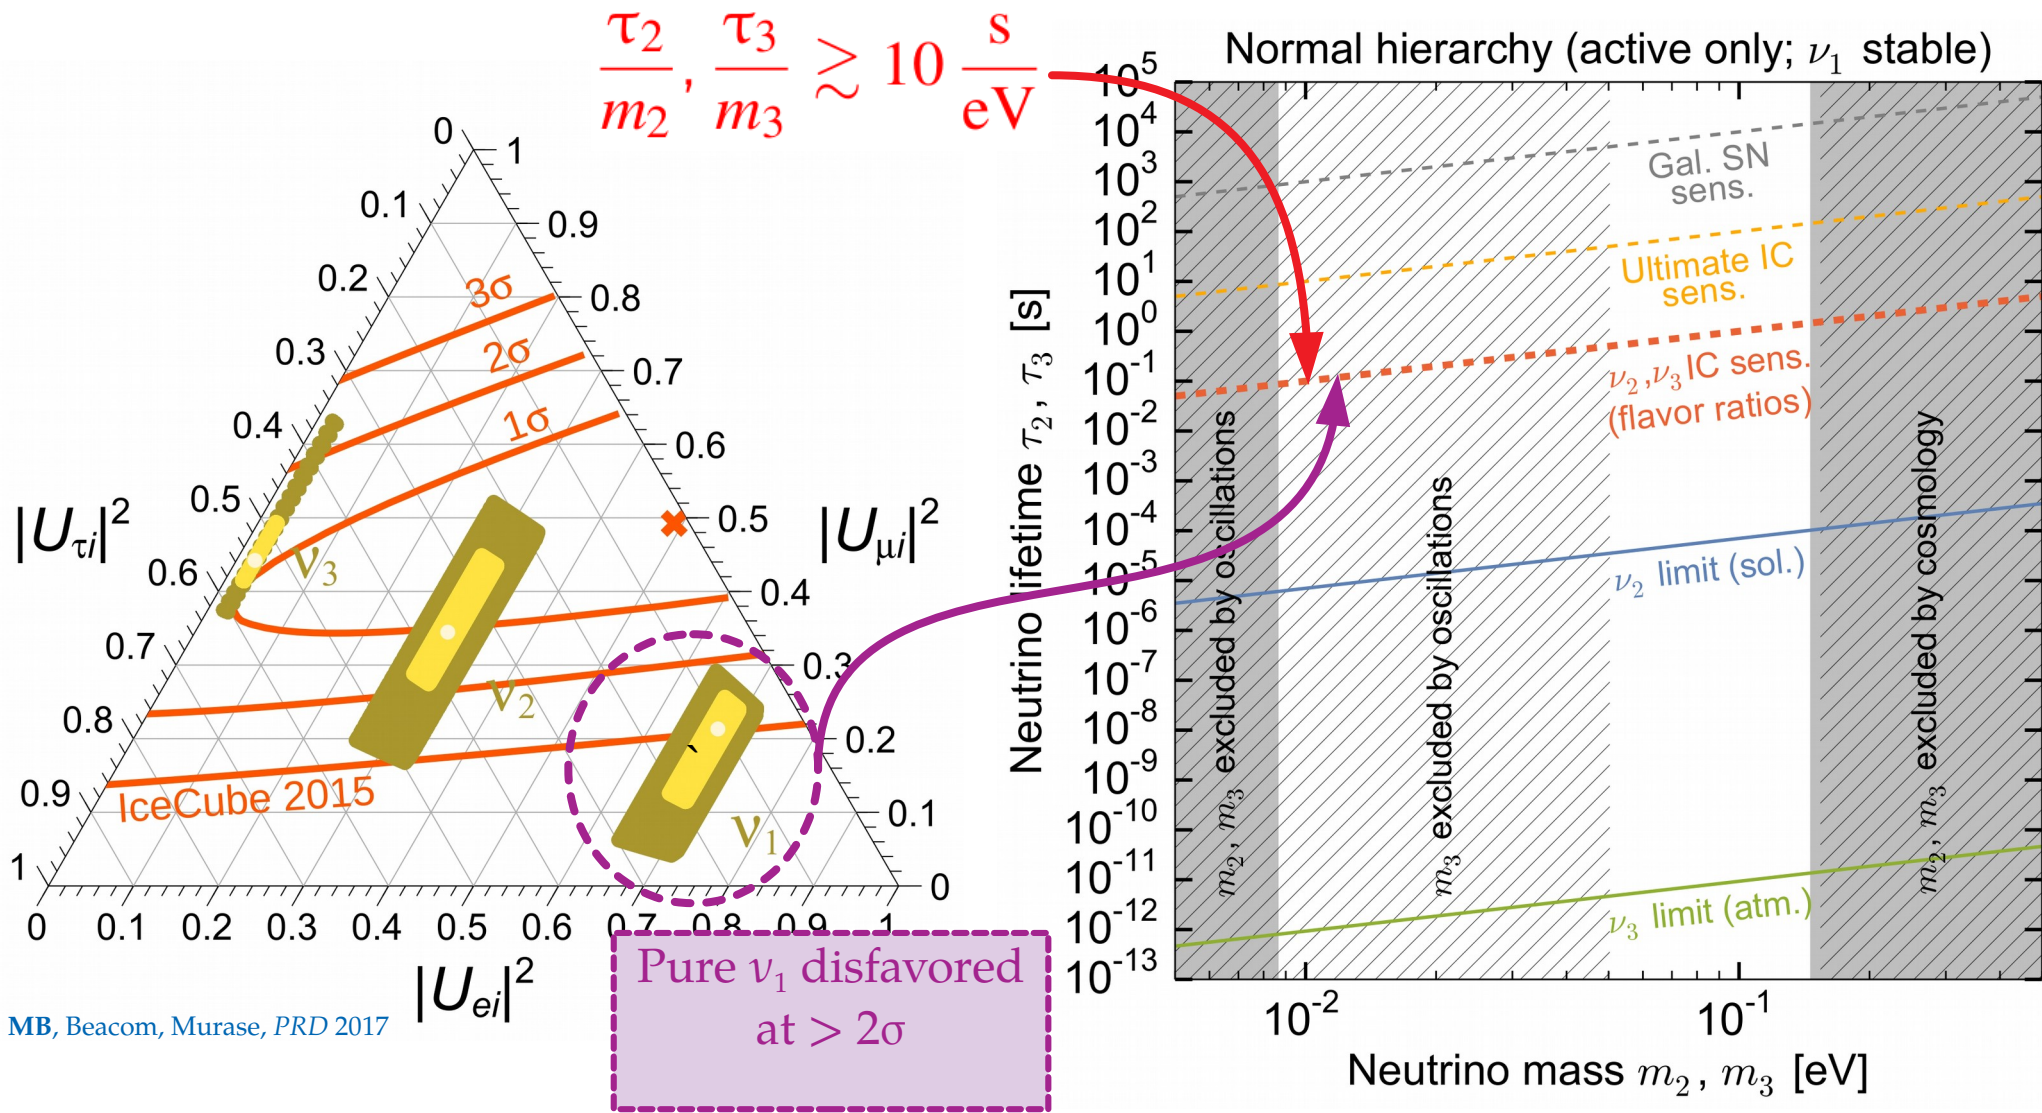 τ2/m2, τ3/m3 ≳ 10 s/eV
0
0.1
0.2
0.3
0.4
0.5
0.6
0.7
0.8
0.9
1
|Uτi|²
1
0.9
0.8
0.7
0.6
0.5
0.4
0.3
0.2
0.1
0
|Uμi|²
3σ
2σ
1σ
ν3
ν2
ν1
IceCube 2015
0 0.1 0.2 0.3 0.4 0.5 0.6 0.7 0.8 0.9 1
|Uei|²
Pure ν1 disfavored
at > 2σ
MB, Beacom, Murase, PRD 2017
Normal hierarchy (active only; ν1 stable)
10^5
10^4
10^3
10^2
10^1
10^0
10^-1
10^-2
10^-3
10^-4
10^-5
10^-6
10^-7
10^-8
10^-9
10^-10
10^-11
10^-12
10^-13
Neutrino lifetime τ2, τ3 [s]
Gal. SN
sens.
Ultimate IC
sens.
ν2,ν3 IC sens.
(flavor ratios)
ν2 limit (sol.)
ν3 limit (atm.)
m2, m3 excluded by oscillations
m3 excluded by oscillations
m2, m3 excluded by cosmology
10^-2 10^-1
Neutrino mass m2, m3 [eV]